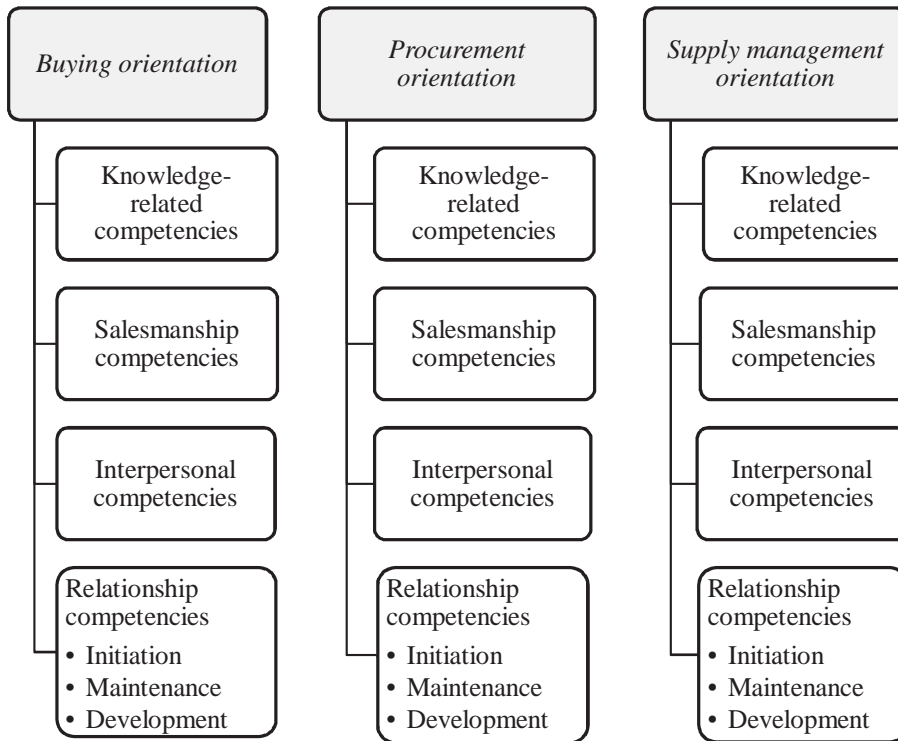 Buying orientation
Knowledge-
related
competencies
Salesmanship
competencies
Interpersonal
competencies
Relationship
competencies
• Initiation
• Maintenance
• Development
Procurement
orientation
Knowledge-
related
competencies
Salesmanship
competencies
Interpersonal
competencies
Relationship
competencies
• Initiation
• Maintenance
• Development
Supply management
orientation
Knowledge-
related
competencies
Salesmanship
competencies
Interpersonal
competencies
Relationship
competencies
• Initiation
• Maintenance
• Development